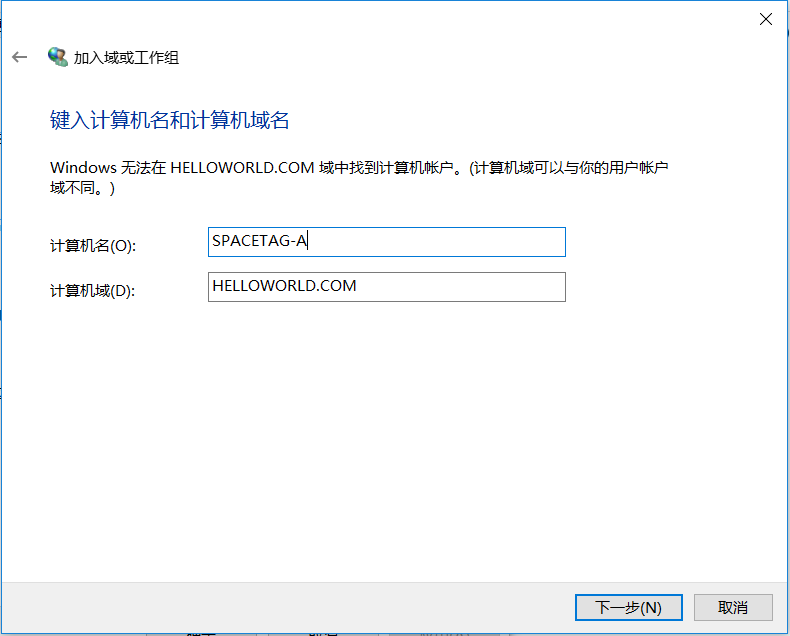 加入域或工作组
键入计算机名和计算机域名
Windows 无法在 HELLOWORLD.COM 域中找到计算机帐户。(计算机域可以与你的用户帐户
域不同。)
计算机名(O):
SPACETAG-A
计算机域(D):
HELLOWORLD.COM
下一步(N)
取消